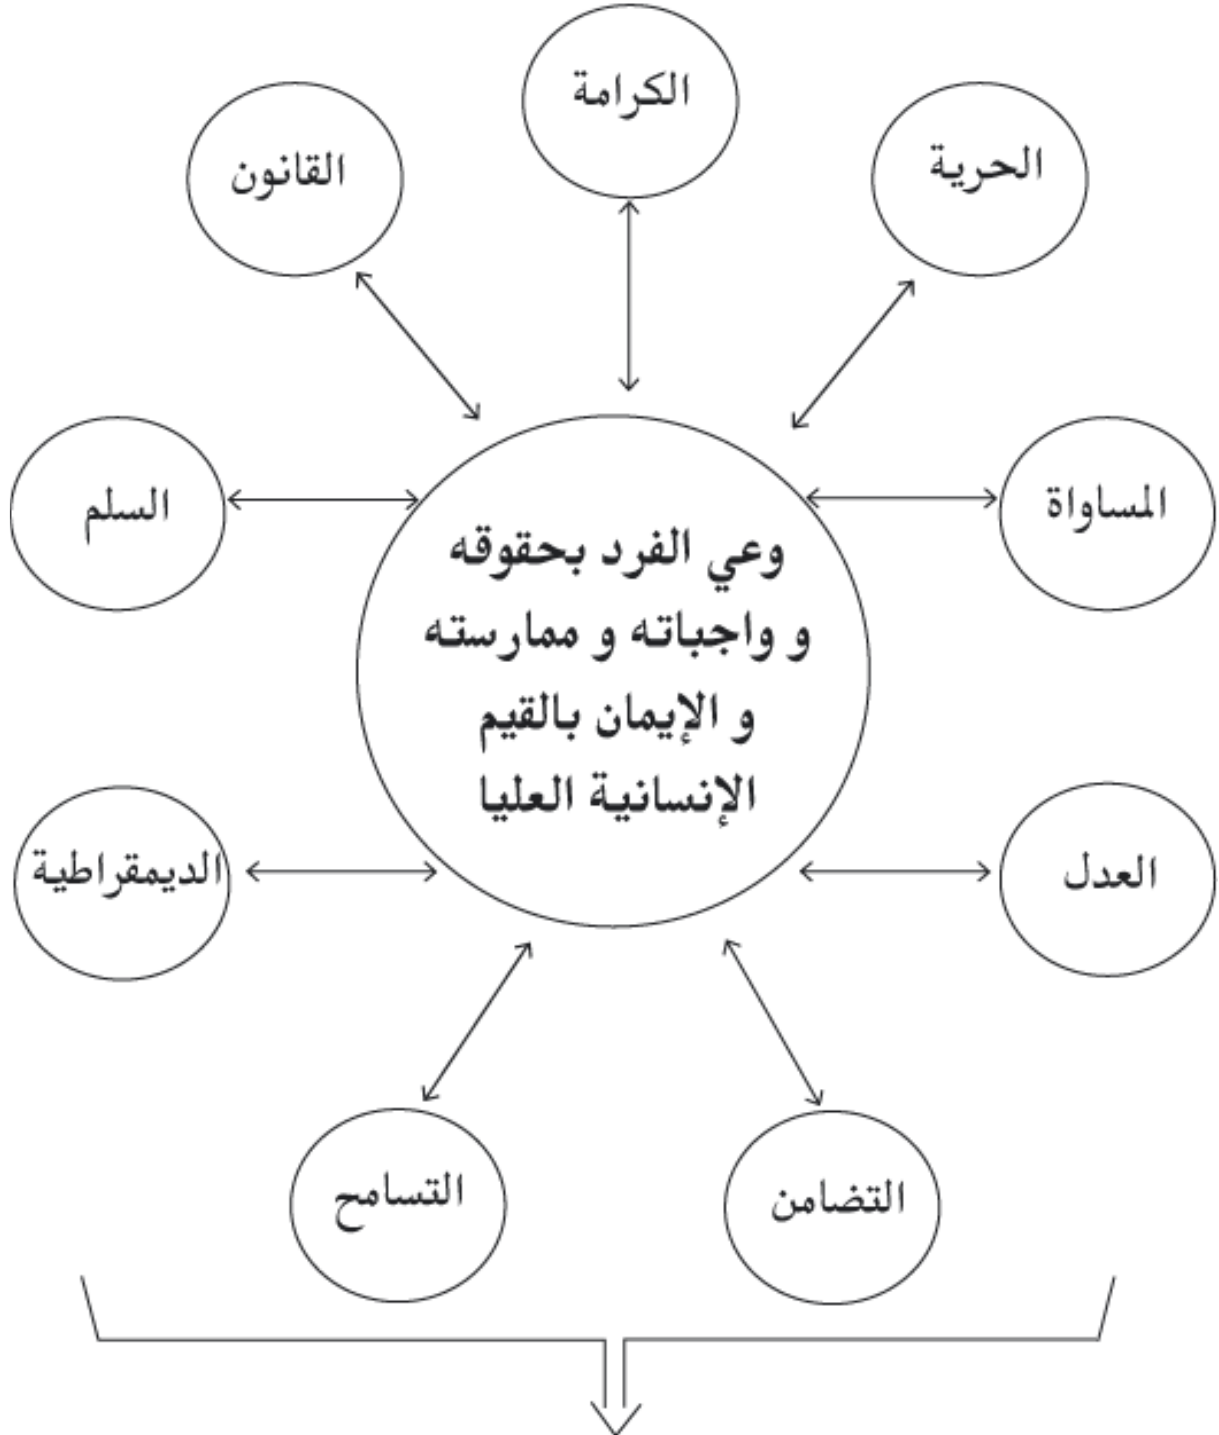 الكرامة
الحرية
القانون
المساواة
السلم
وعي الفرد بحقوقه
و واجباته و ممارسته
و الإيمان بالقيم
الإنسانية العليا
العدل
الديمقراطية
التضامن
التسامح